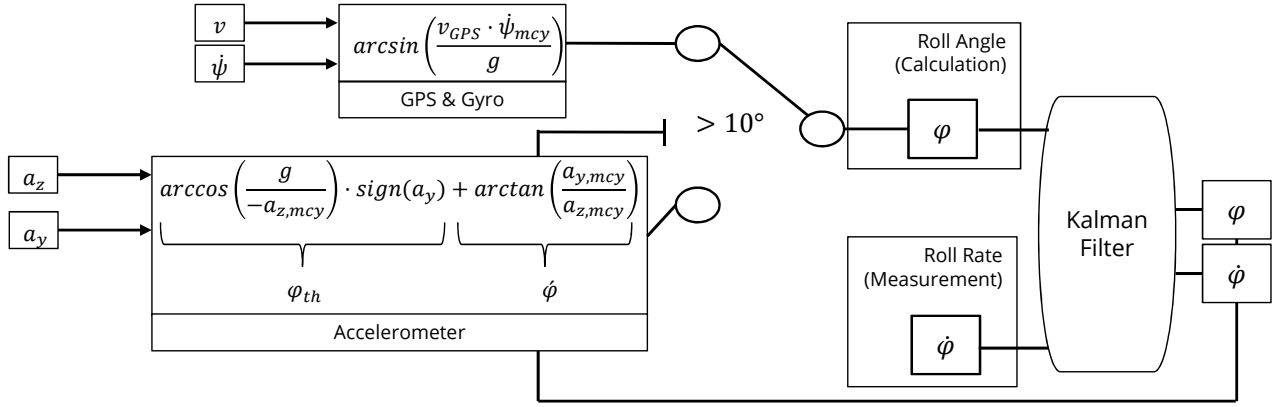 v
ψ̇
arcsin(v_GPS · ψ̇_mcy / g)
GPS & Gyro
> 10°
a_z
a_y
arccos(g / −a_z,mcy) · sign(a_y) + arctan(a_y,mcy / a_z,mcy)
φ_th
φ́
Accelerometer
Roll Angle
(Calculation)
φ
Roll Rate
(Measurement)
φ̇
Kalman
Filter
φ
φ̇